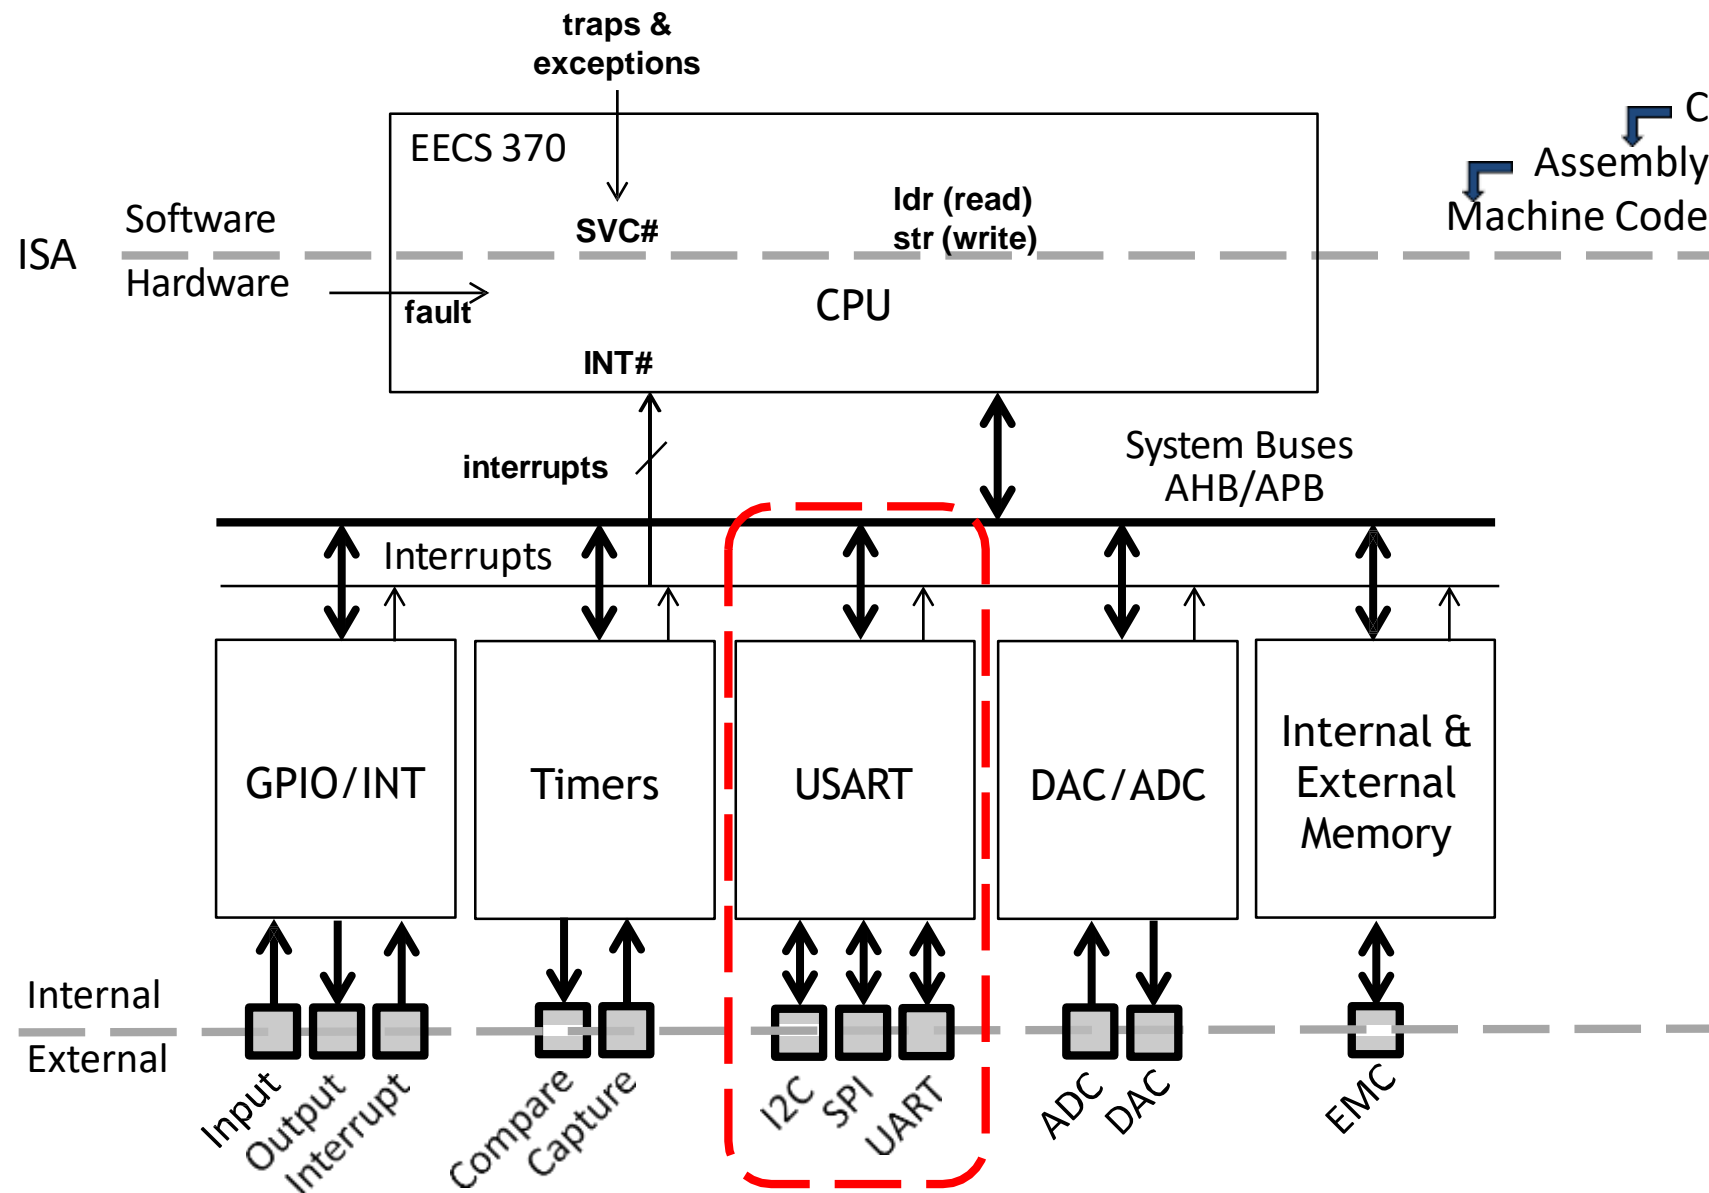 traps &
exceptions
C
EECS 370
Assembly
ldr (read)
Machine Code
Software
SVC#
str (write)
ISA
Hardware
fault
CPU
INT#
System Buses
interrupts
AHB/APB
Interrupts
GPIO/INT
Timers
USART
DAC/ADC
Internal &
External
Memory
Internal
External
Input
Output
Interrupt
Compare
Capture
I2C
SPI
UART
ADC
DAC
EMC